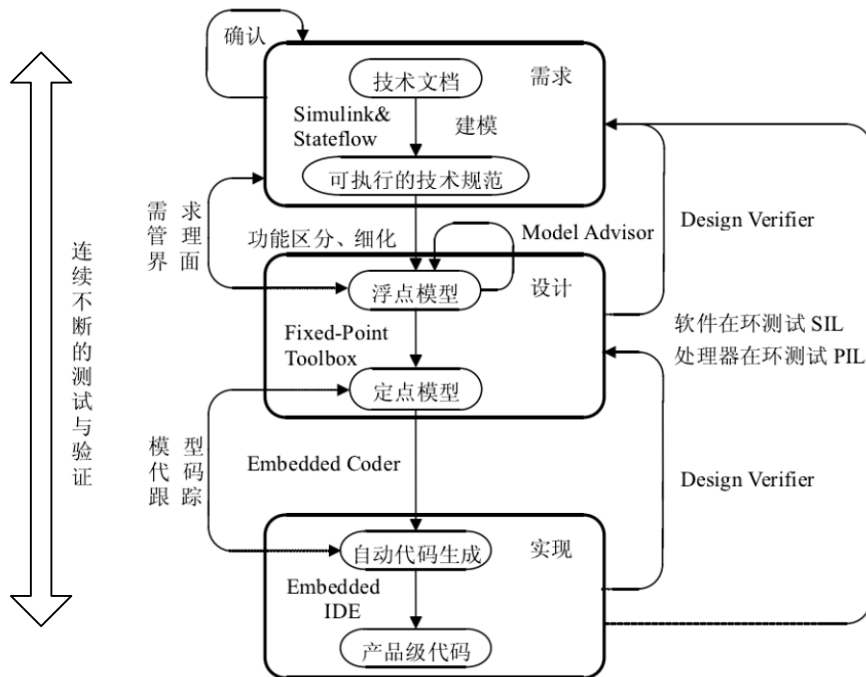 确认
技术文档
需求
Simulink&
Stateflow
建模
可执行的技术规范
需 求
管 理
界 面
功能区分、细化
Model Advisor
Design Verifier
浮点模型
设计
Fixed-Point
Toolbox
软件在环测试 SIL
处理器在环测试 PIL
定点模型
连续不断的测试与验证
模 型
代 码
跟 踪
Embedded Coder
Design Verifier
自动代码生成
实现
Embedded
IDE
产品级代码